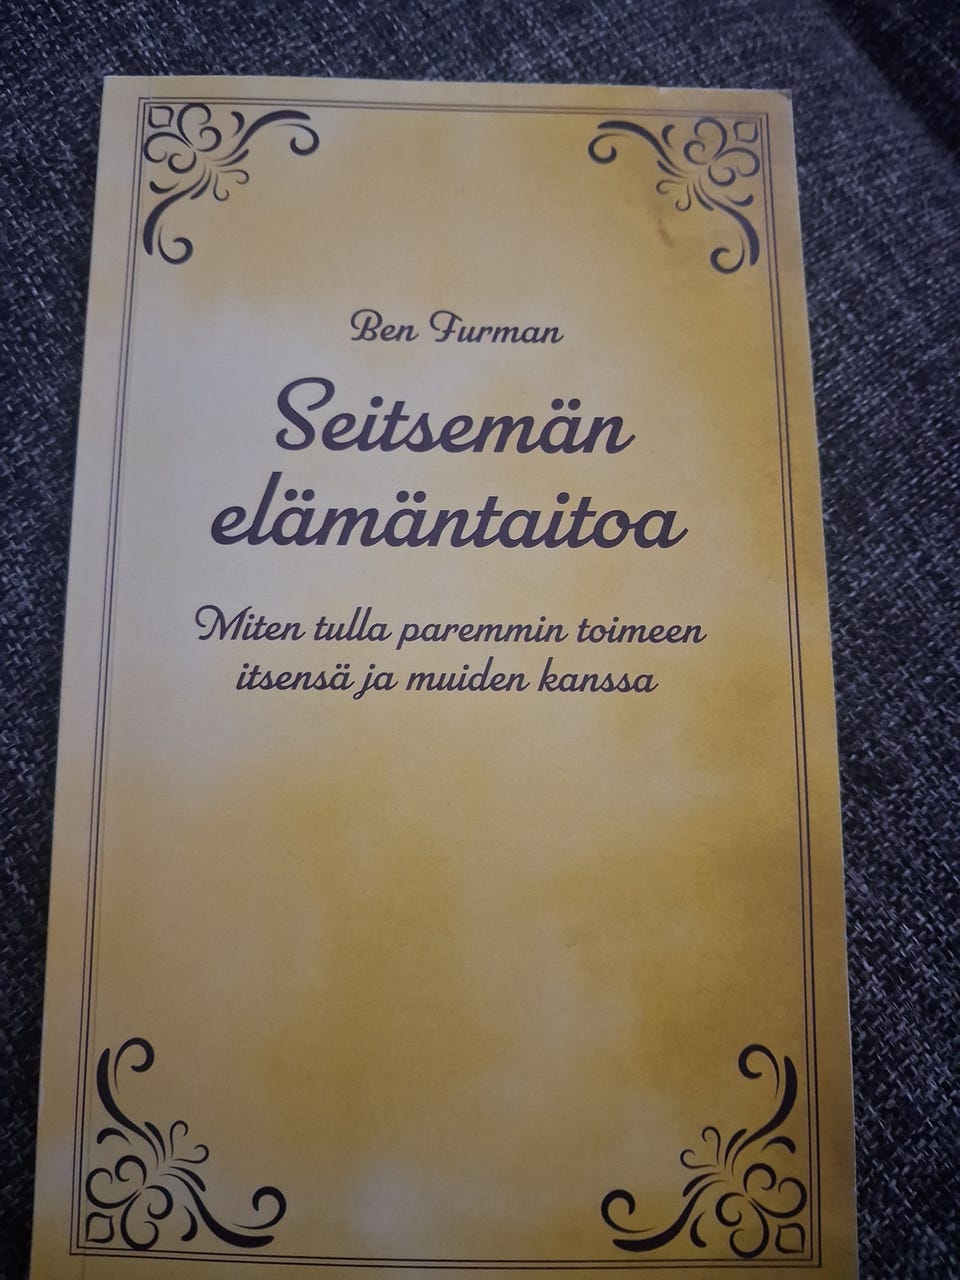 Ben Furman
Seitsemän
elämäntaitoa
Miten tulla paremmin toimeen
itsensä ja muiden kanssa